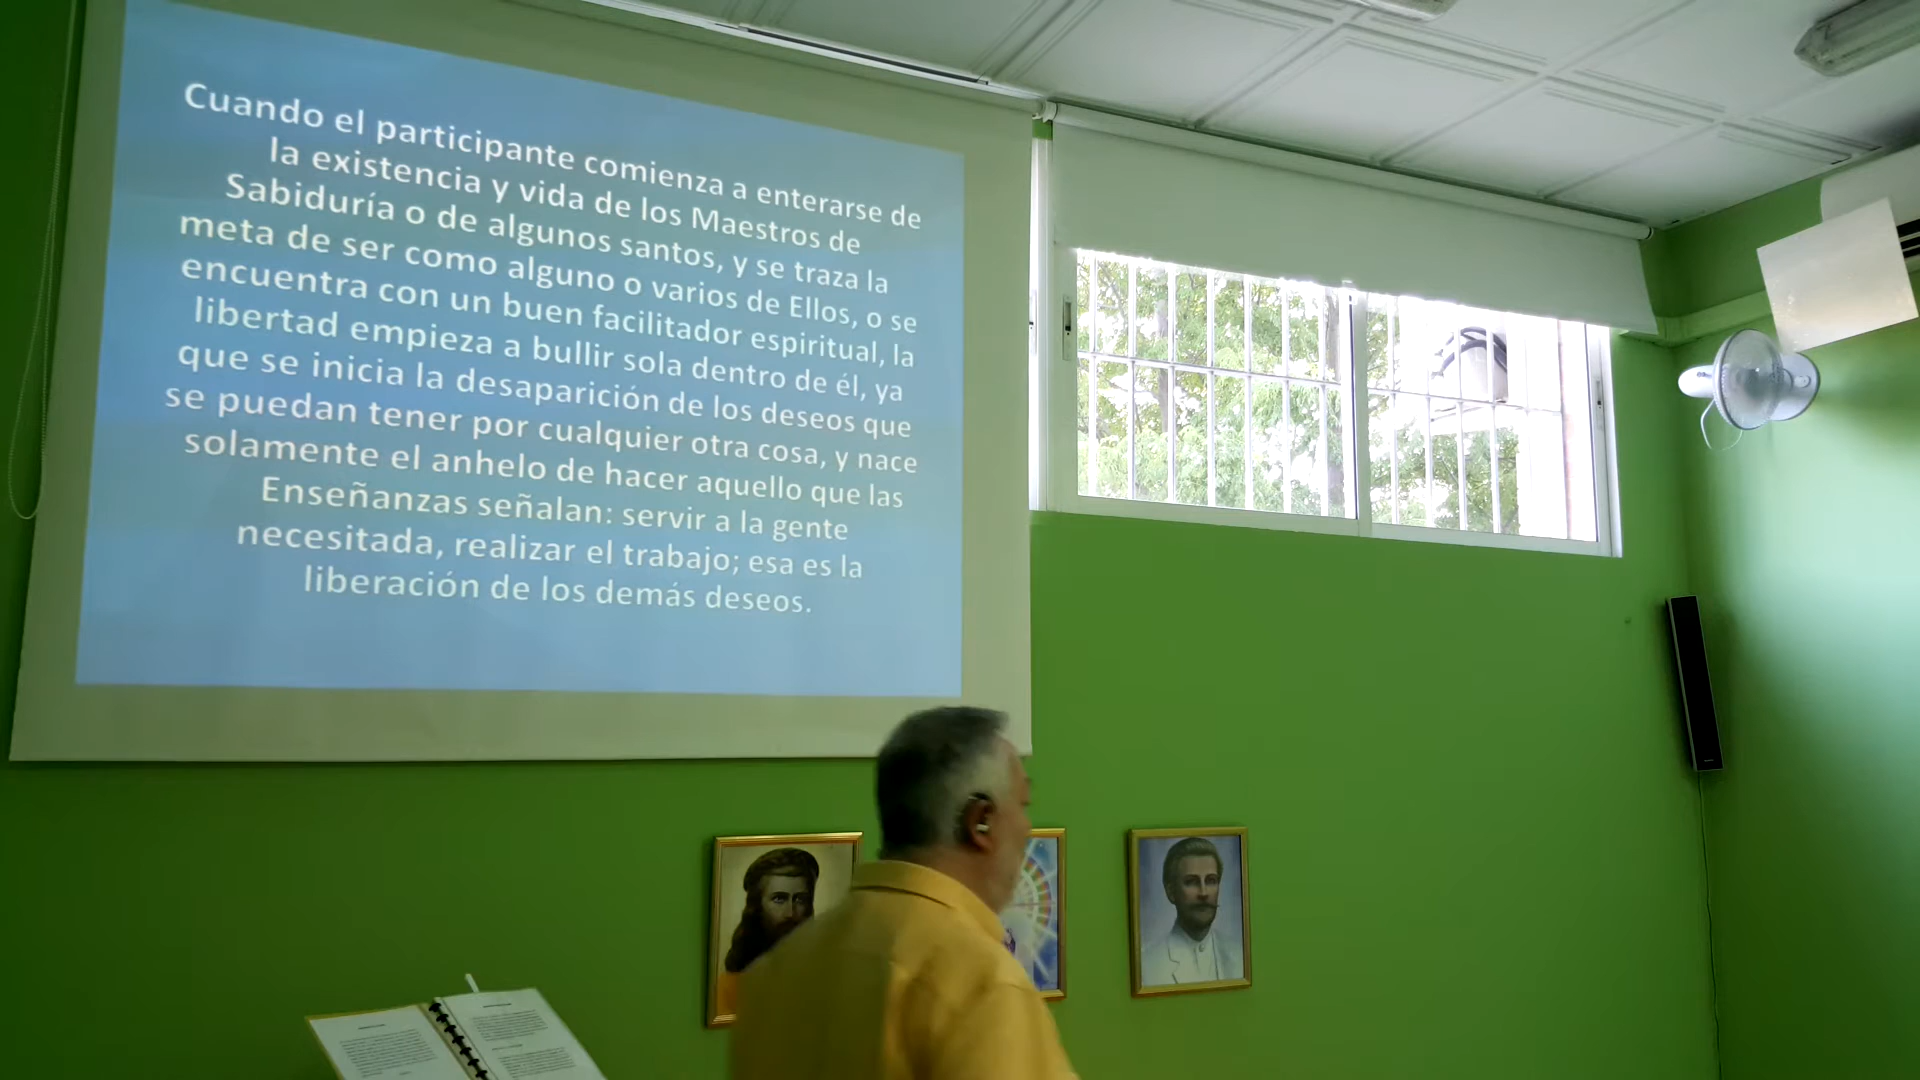 Cuando el participante comienza a enterarse de
la existencia y vida de los Maestros de
Sabiduría o de algunos santos, y se traza la
meta de ser como alguno o varios de Ellos, o se
encuentra con un buen facilitador espiritual, la
libertad empieza a bullir sola dentro de él, ya
que se inicia la desaparición de los deseos que
se puedan tener por cualquier otra cosa, y nace
solamente el anhelo de hacer aquello que las
Enseñanzas señalan: servir a la gente
necesitada, realizar el trabajo; esa es la
liberación de los demás deseos.